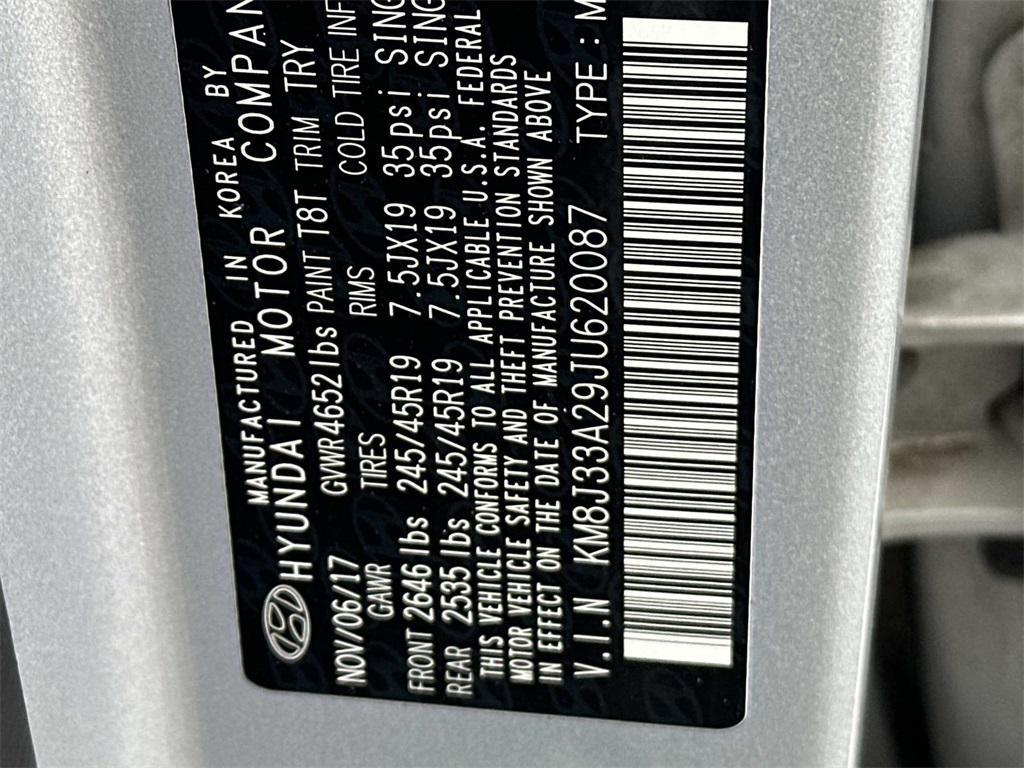 MANUFACTURED IN KOREA BY
HYUNDAI MOTOR COMPAN
NOV/06/17 GVWR 4652 lbs PAINT T8T TRIM TRY
GAWR TIRES RIMS COLD TIRE INF
FRONT 2646 lbs 245/45R19 7.5JX19 35psi SING
REAR 2535 lbs 245/45R19 7.5JX19 35psi SING
THIS VEHICLE CONFORMS TO ALL APPLICABLE U.S.A. FEDERAL
MOTOR VEHICLE SAFETY AND THEFT PREVENTION STANDARDS
IN EFFECT ON THE DATE OF MANUFACTURE SHOWN ABOVE
V.I.N KM8J33A29JU620087 TYPE : M